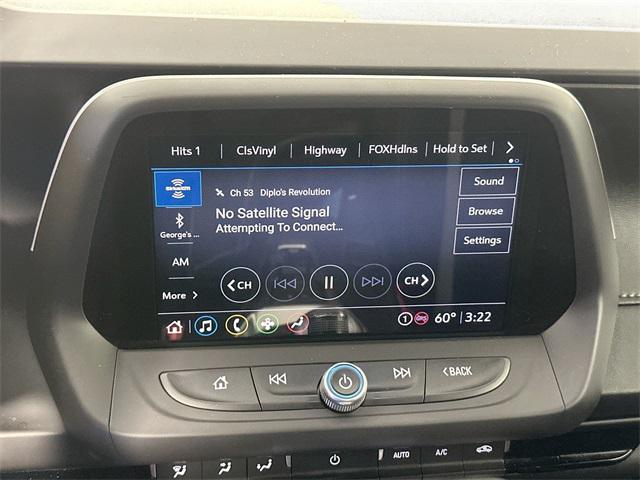 Hits 1 ClsVinyl Highway FOXHdlns Hold to Set
SiriusXM
Ch 53 Diplo's Revolution
Sound
No Satellite Signal
Attempting To Connect...
Browse
George's ...
Settings
AM
CH CH
More
1 60° 3:22
BACK
AUTO A/C